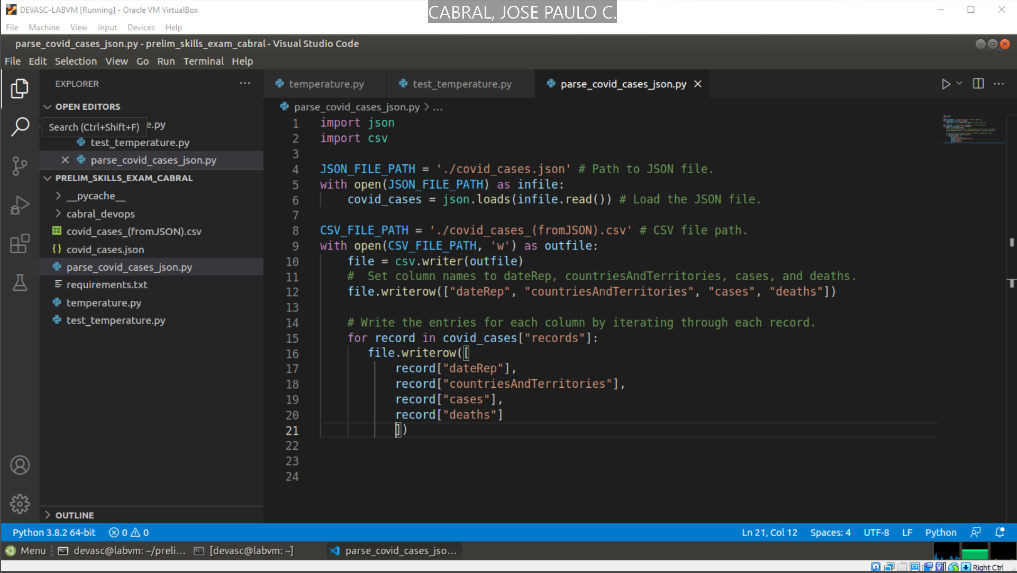 DEVASC-LABVM [Running] - Oracle VM VirtualBox
CABRAL, JOSE PAULO C.
File Machine View Input Devices Help
parse_covid_cases_json.py - prelim_skills_exam_cabral - Visual Studio Code
File Edit Selection View Go Run Terminal Help
EXPLORER
temperature.py test_temperature.py parse_covid_cases_json.py
OPEN EDITORS
parse_covid_cases_json.py > ...
Search (Ctrl+Shift+F) e.py
test_temperature.py
parse_covid_cases_json.py
PRELIM_SKILLS_EXAM_CABRAL
__pycache__
cabral_devops
covid_cases_(fromJSON).csv
covid_cases.json
parse_covid_cases_json.py
requirements.txt
temperature.py
test_temperature.py
OUTLINE
1 import json
2 import csv
3
4 JSON_FILE_PATH = './covid_cases.json' # Path to JSON file.
5 with open(JSON_FILE_PATH) as infile:
6 covid_cases = json.loads(infile.read()) # Load the JSON file.
7
8 CSV_FILE_PATH = './covid_cases_(fromJSON).csv' # CSV file path.
9 with open(CSV_FILE_PATH, 'w') as outfile:
10 file = csv.writer(outfile)
11 # Set column names to dateRep, countriesAndTerritories, cases, and deaths.
12 file.writerow(["dateRep", "countriesAndTerritories", "cases", "deaths"])
13
14 # Write the entries for each column by iterating through each record.
15 for record in covid_cases["records"]:
16 file.writerow([
17 record["dateRep"],
18 record["countriesAndTerritories"],
19 record["cases"],
20 record["deaths"]
21 ])
22
23
24
Python 3.8.2 64-bit 0 0 Ln 21, Col 12 Spaces: 4 UTF-8 LF Python
Menu devasc@labvm: ~/preli... [devasc@labvm: ~] parse_covid_cases_jso...
Right Ctrl